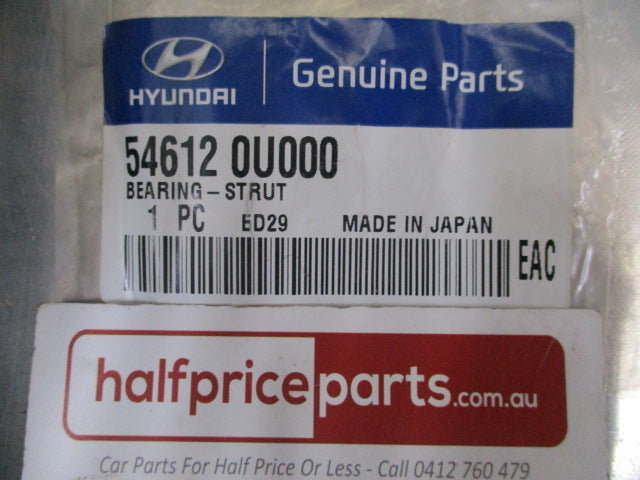 HYUNDAI
Genuine Parts
54612 0U000
BEARING-STRUT
1 PC ED29 MADE IN JAPAN
EAC
halfpriceparts.com.au
Car Parts For Half Price Or Less - Call 0412 760 479